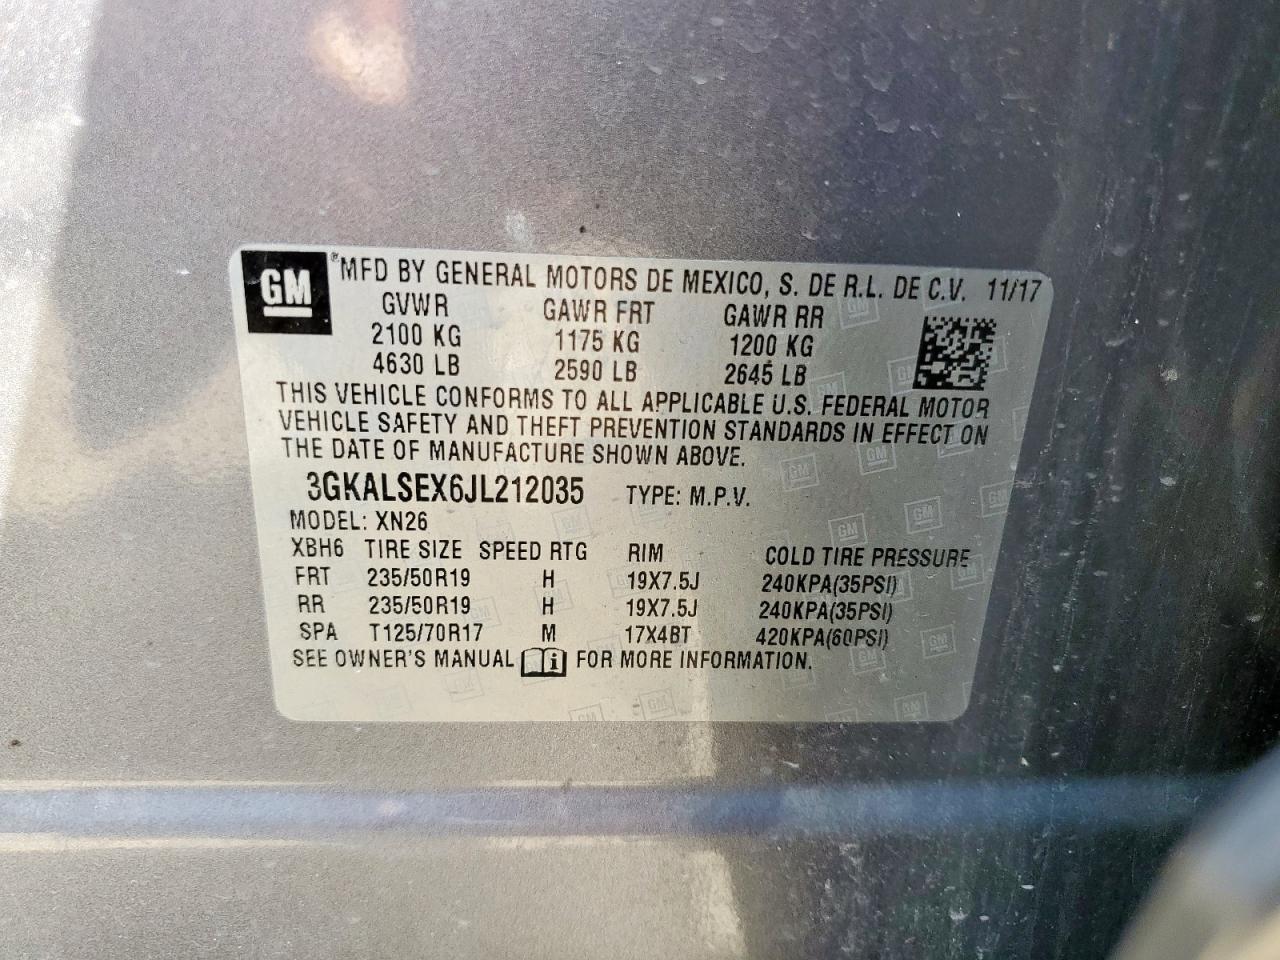 GM ® MFD BY GENERAL MOTORS DE MEXICO, S. DE R.L. DE C.V. 11/17
GVWR GAWR FRT GAWR RR
2100 KG 1175 KG 1200 KG
4630 LB 2590 LB 2645 LB
THIS VEHICLE CONFORMS TO ALL APPLICABLE U.S. FEDERAL MOTOR
VEHICLE SAFETY AND THEFT PREVENTION STANDARDS IN EFFECT ON
THE DATE OF MANUFACTURE SHOWN ABOVE.
3GKALSEX6JL212035 TYPE: M.P.V.
MODEL: XN26
XBH6 TIRE SIZE SPEED RTG RIM COLD TIRE PRESSURE
FRT 235/50R19 H 19X7.5J 240KPA(35PSI)
RR 235/50R19 H 19X7.5J 240KPA(35PSI)
SPA T125/70R17 M 17X4BT 420KPA(60PSI)
SEE OWNER'S MANUAL FOR MORE INFORMATION.